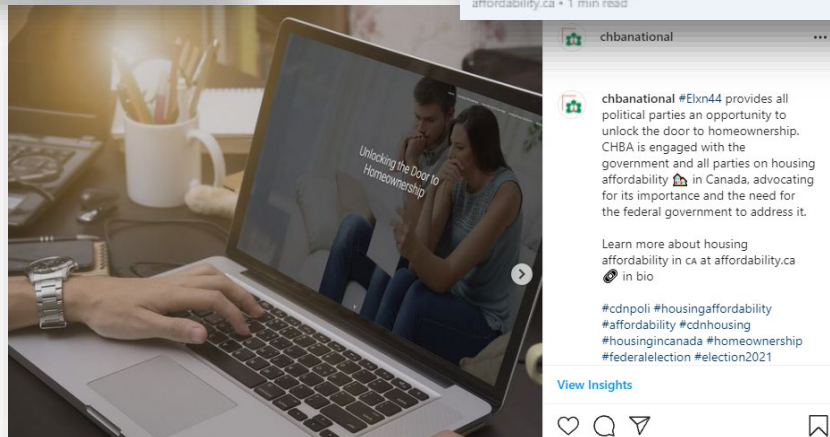 affordability.ca • 1 min read
chbanational
Unlocking the Door to
Homeownership
chbanational #Elxn44 provides all
political parties an opportunity to
unlock the door to homeownership.
CHBA is engaged with the
government and all parties on housing
affordability 🏘 in Canada, advocating
for its importance and the need for
the federal government to address it.
Learn more about housing
affordability in CA at affordability.ca
🔗 in bio
#cdnpoli #housingaffordability
#affordability #cdnhousing
#housingincanada #homeownership
#federalelection #election2021
View Insights